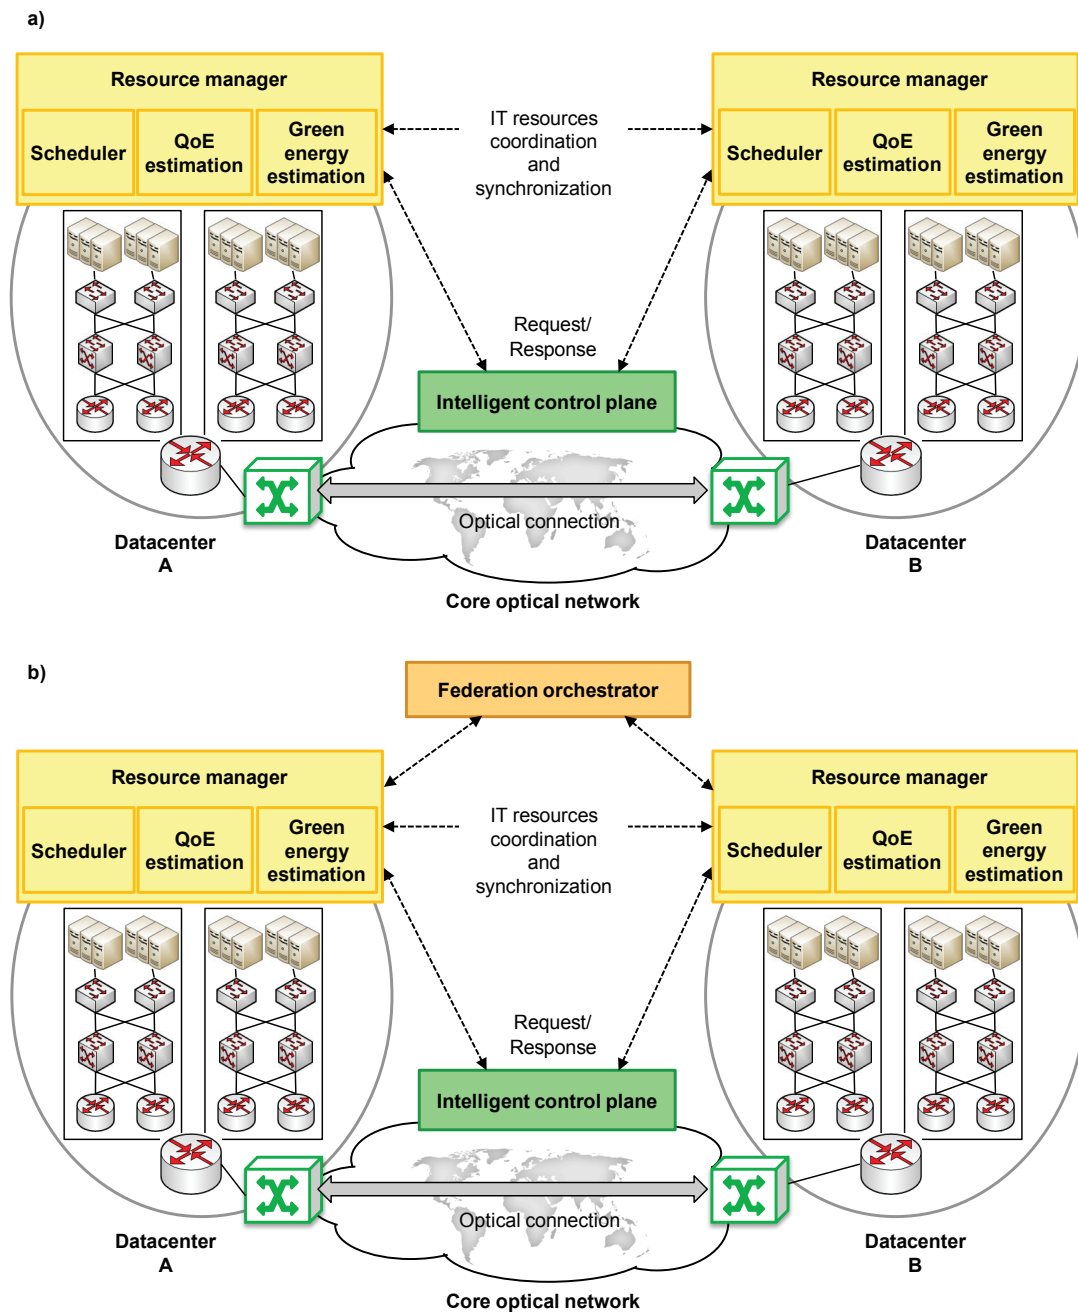 a)
Resource manager
Scheduler
QoE
estimation
Green
energy
estimation
IT resources
coordination
and
synchronization
Resource manager
Scheduler
QoE
estimation
Green
energy
estimation
Request/
Response
Intelligent control plane
Optical connection
Datacenter
A
Datacenter
B
Core optical network
b)
Federation orchestrator
Resource manager
Scheduler
QoE
estimation
Green
energy
estimation
IT resources
coordination
and
synchronization
Resource manager
Scheduler
QoE
estimation
Green
energy
estimation
Request/
Response
Intelligent control plane
Optical connection
Datacenter
A
Datacenter
B
Core optical network